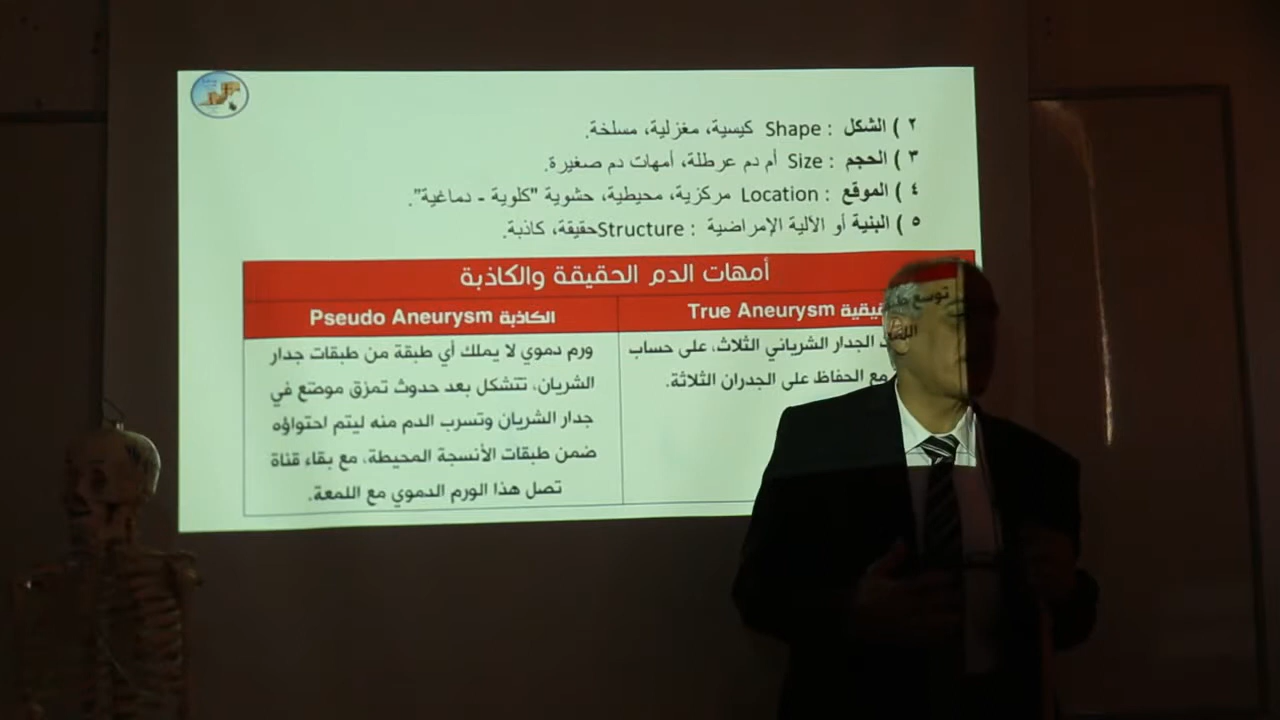 ٢ ) الشكل : Shape كيسية، مغزلية، مسلخة.
٣ ) الحجم : Size أم دم عرطلة، أمهات دم صغيرة.
٤ ) الموقع : Location مركزية، محيطية، حشوية "كلوية - دماغية".
٥ ) البنية أو الآلية الإمراضية : Structureحقيقة، كاذبة.
أمهات الدم الحقيقة والكاذبة
True Aneurysm
الكاذبة Pseudo Aneurysm
توسع
الجدار الشرياني الثلاث، على حساب
مع الحفاظ على الجدران الثلاثة.
ورم دموي لا يملك أي طبقة من طبقات جدار
الشريان، تتشكل بعد حدوث تمزق موضع في
جدار الشريان وتسرب الدم منه ليتم احتواؤه
ضمن طبقات الأنسجة المحيطة، مع بقاء قناة
تصل هذا الورم الدموي مع اللمعة.